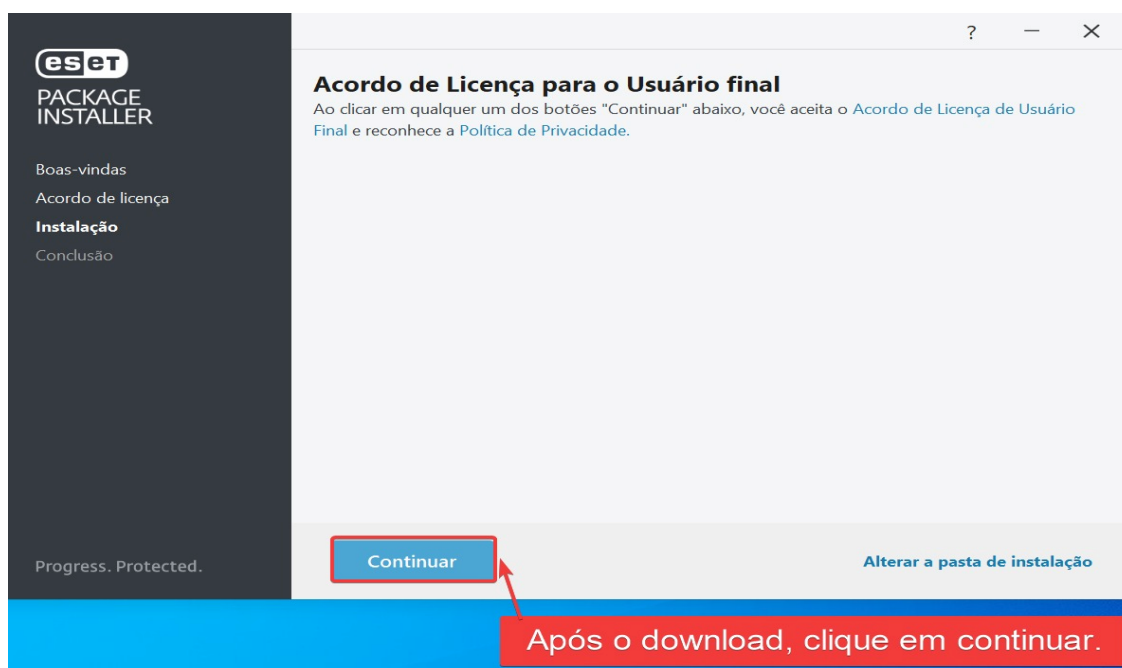 ?
eset
PACKAGE
INSTALLER
Boas-vindas
Acordo de licença
Instalação
Conclusão
Progress. Protected.
Acordo de Licença para o Usuário final
Ao clicar em qualquer um dos botões "Continuar" abaixo, você aceita o Acordo de Licença de Usuário
Final e reconhece a Política de Privacidade.
Continuar
Alterar a pasta de instalação
Após o download, clique em continuar.